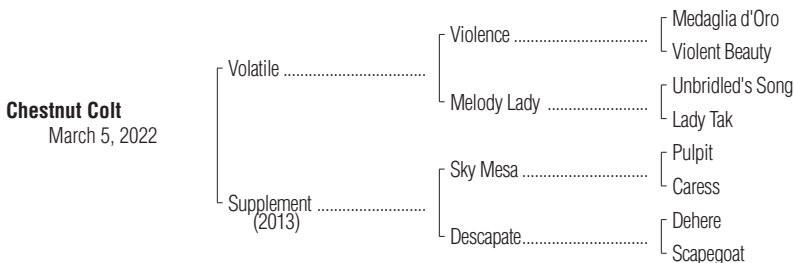 Chestnut Colt
March 5, 2022
Volatile ................................
Supplement ........................
(2013)
Violence ..............................
Melody Lady ......................
Sky Mesa ............................
Descapate............................
Medaglia d'Oro
Violent Beauty
Unbridled's Song
Lady Tak
Pulpit
Caress
Dehere
Scapegoat